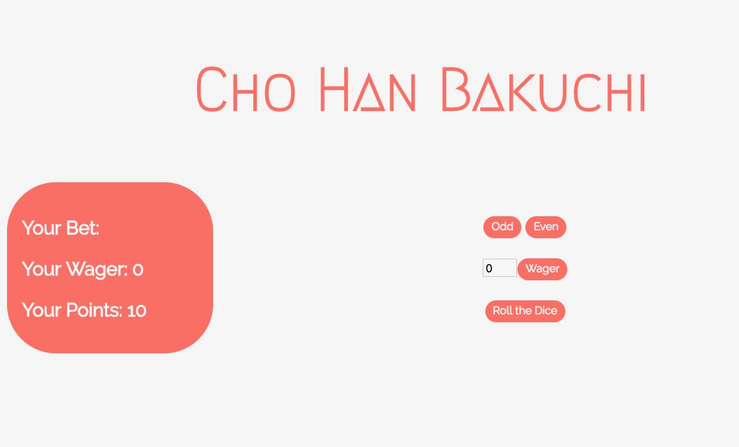 Cho Han Bakuchi
Your Bet:
Your Wager: 0
Your Points: 10
Odd Even
0 Wager
Roll the Dice